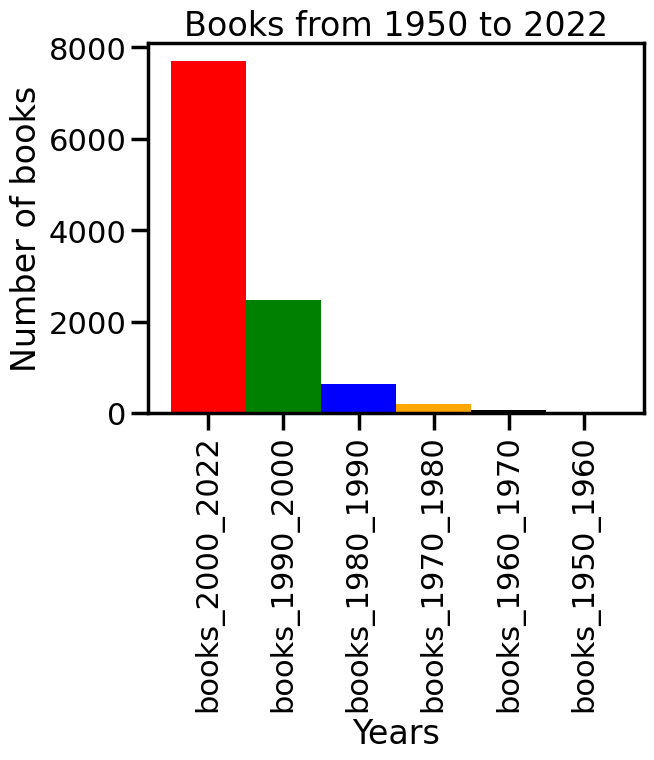 Books from 1950 to 2022
Number of books
8000
6000
4000
2000
0
books_2000_2022
books_1990_2000
books_1980_1990
books_1970_1980
books_1960_1970
books_1950_1960
Years